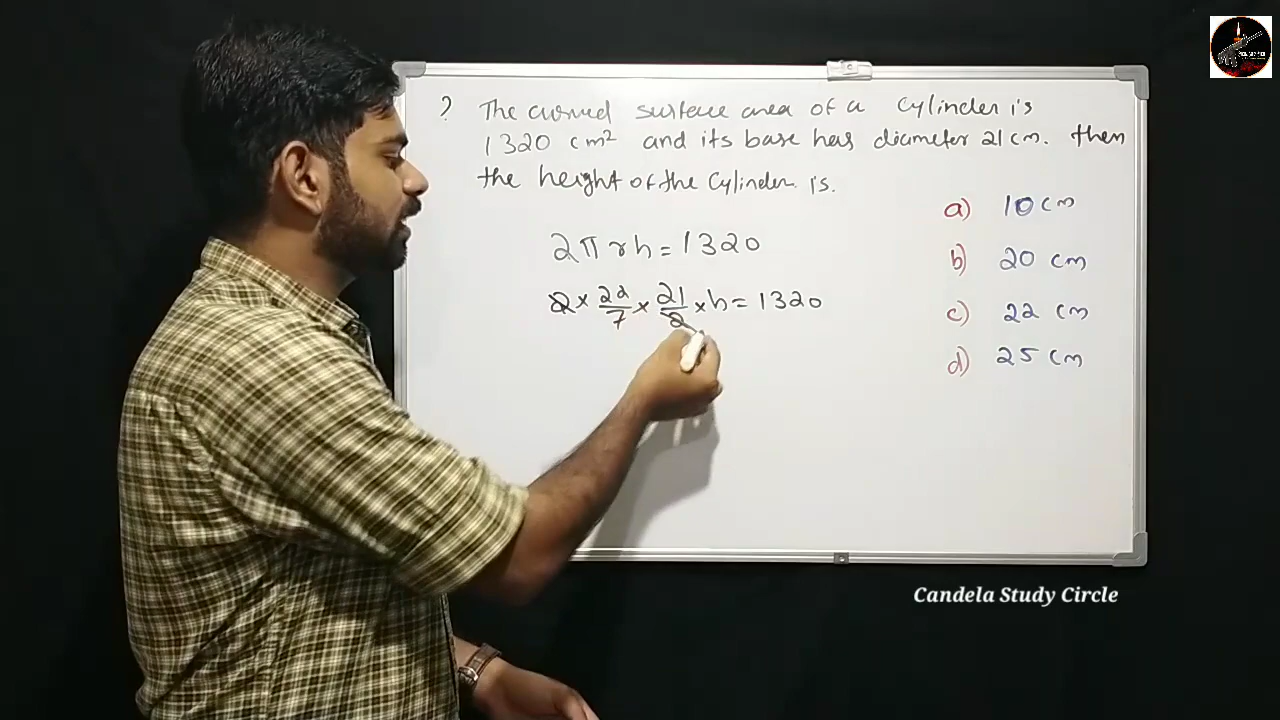 ? The curved surface area of a Cylinder is
1320 cm² and its base has diameter 21 cm. then
the height of the Cylinder is.
a) 10 cm
b) 20 cm
c) 22 cm
d) 25 cm
2πrh = 1320
2 × 22/7 × 21/2 × h = 1320
Candela Study Circle